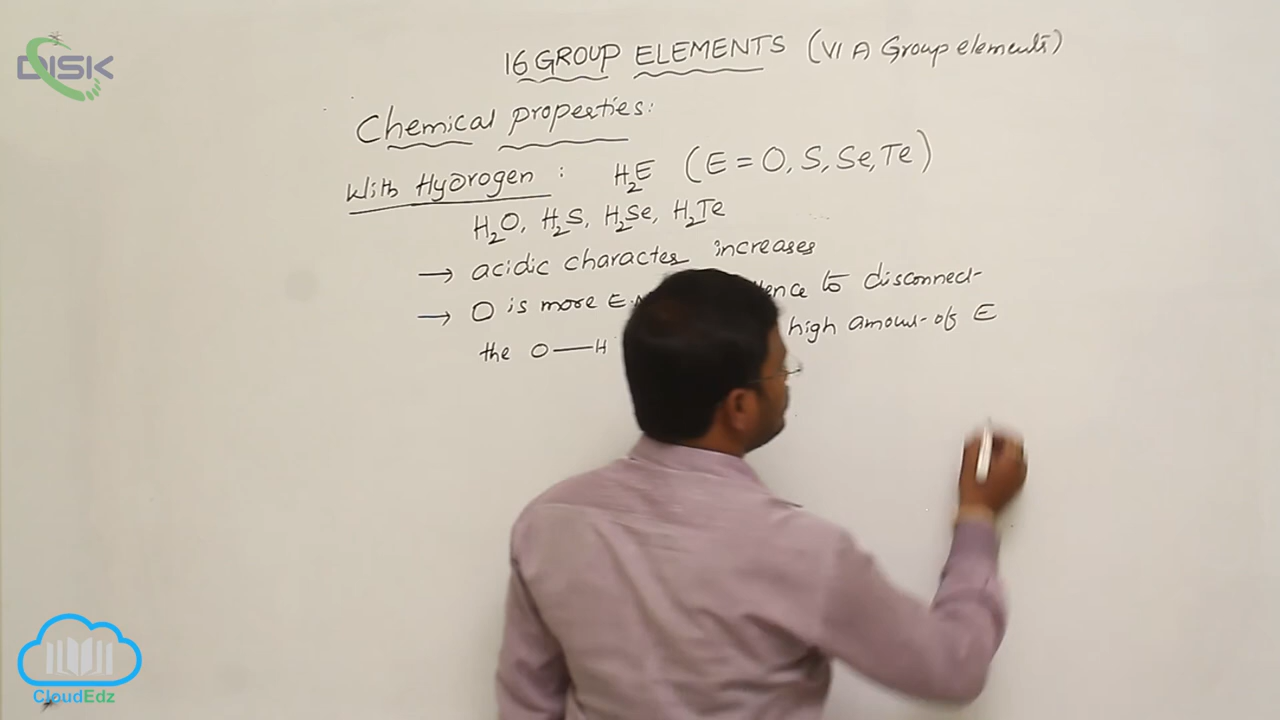 DISK
16 GROUP ELEMENTS (VI A Group elements)
Chemical properties:
With Hydrogen : H2E (E = O, S, Se, Te)
H2O, H2S, H2Se, H2Te
→ acidic character increases
→ O is more E. to disconnect
the O—H high amount of E
CloudEdz